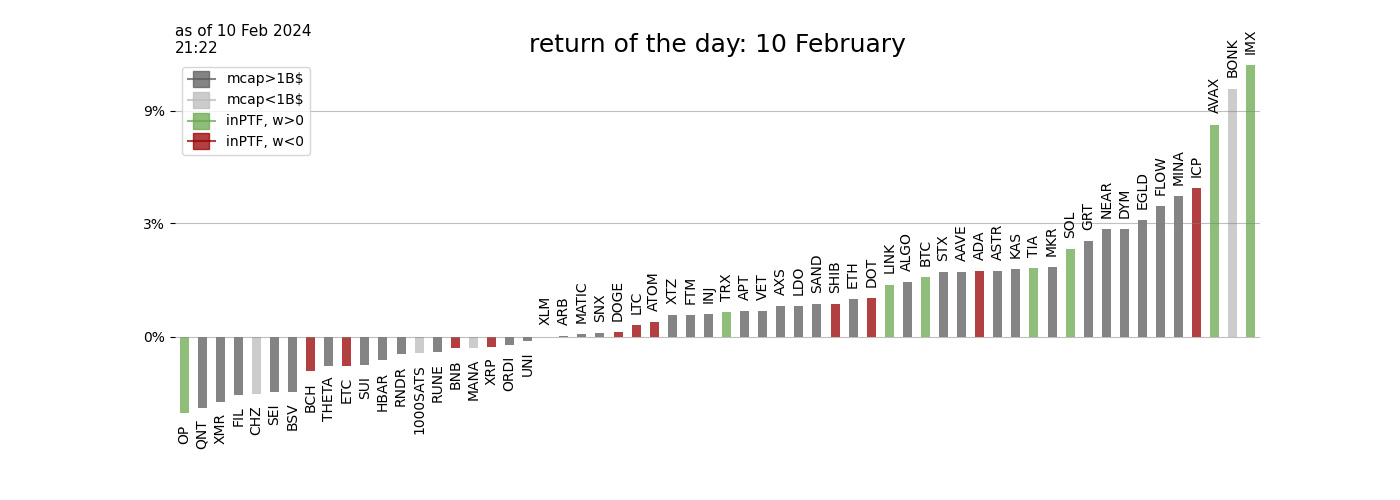 as of 10 Feb 2024
21:22
return of the day: 10 February
mcap>1B$
mcap<1B$
inPTF, w>0
inPTF, w<0
9%
3%
0%
OP
QNT
XMR
FIL
CHZ
SEI
BSV
BCH
THETA
ETC
SUI
HBAR
RNDR
1000SATS
RUNE
BNB
MANA
XRP
ORDI
UNI
XLM
ARB
MATIC
SNX
DOGE
LTC
ATOM
XTZ
FTM
INJ
TRX
APT
VET
AXS
LDO
SAND
SHIB
ETH
DOT
LINK
ALGO
BTC
STX
AAVE
ADA
ASTR
KAS
TIA
MKR
SOL
GRT
NEAR
DYM
EGLD
FLOW
MINA
ICP
AVAX
BONK
IMX